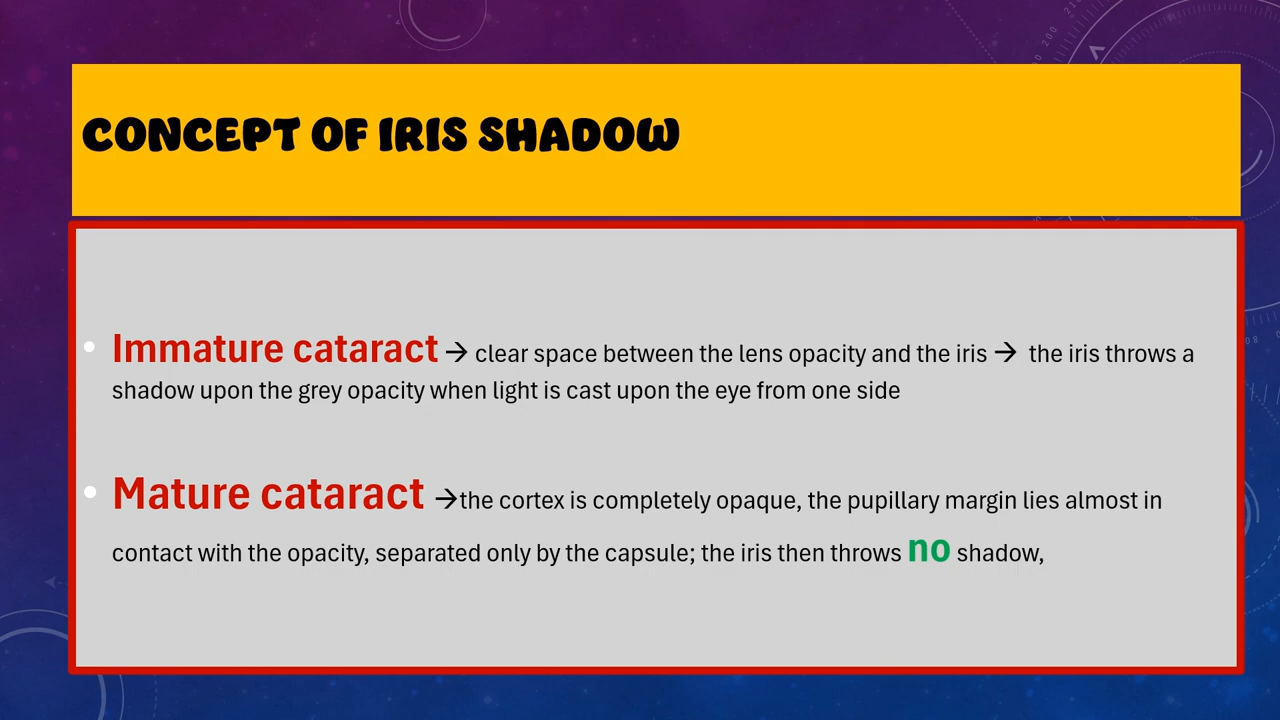 CONCEPT OF IRIS SHADOW
• Immature cataract → clear space between the lens opacity and the iris → the iris throws a
shadow upon the grey opacity when light is cast upon the eye from one side
• Mature cataract →the cortex is completely opaque, the pupillary margin lies almost in
contact with the opacity, separated only by the capsule; the iris then throws no shadow,